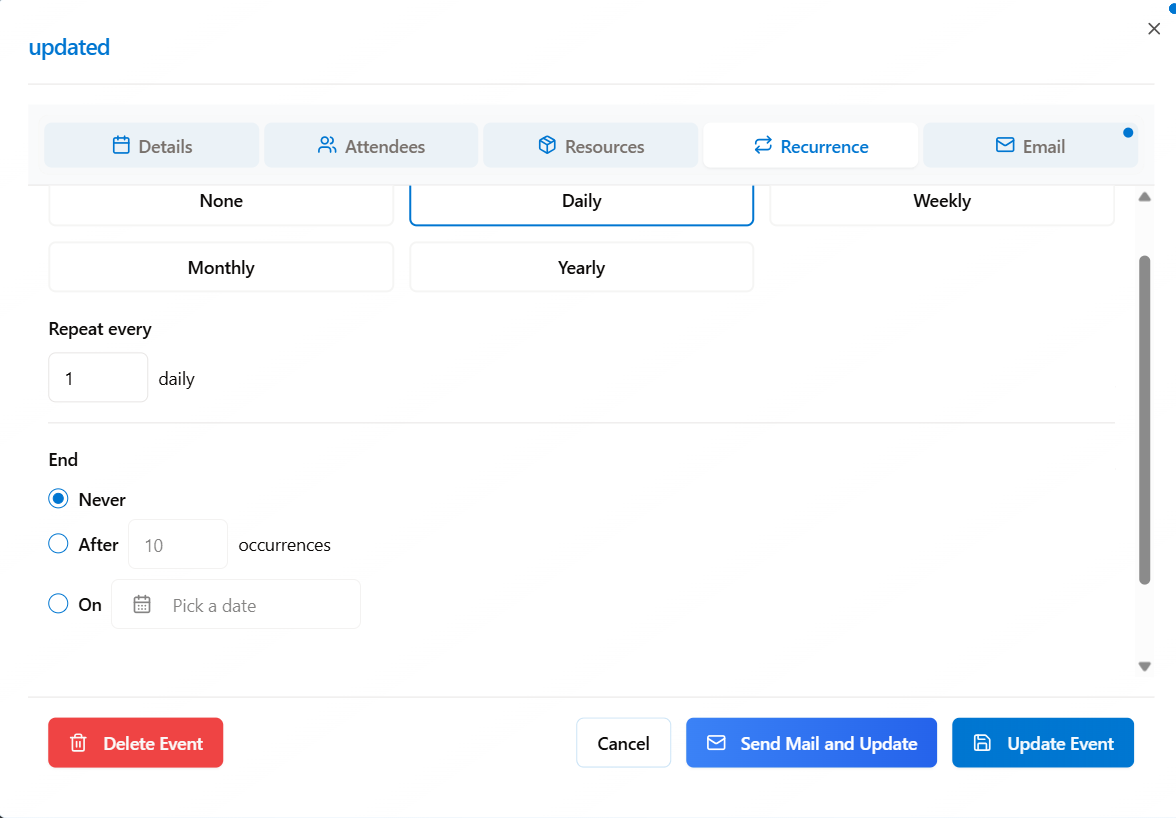 updated
Details Attendees Resources Recurrence Email
None Daily Weekly
Monthly Yearly
Repeat every
1 daily
End
Never
After 10 occurrences
On Pick a date
Delete Event Cancel Send Mail and Update Update Event